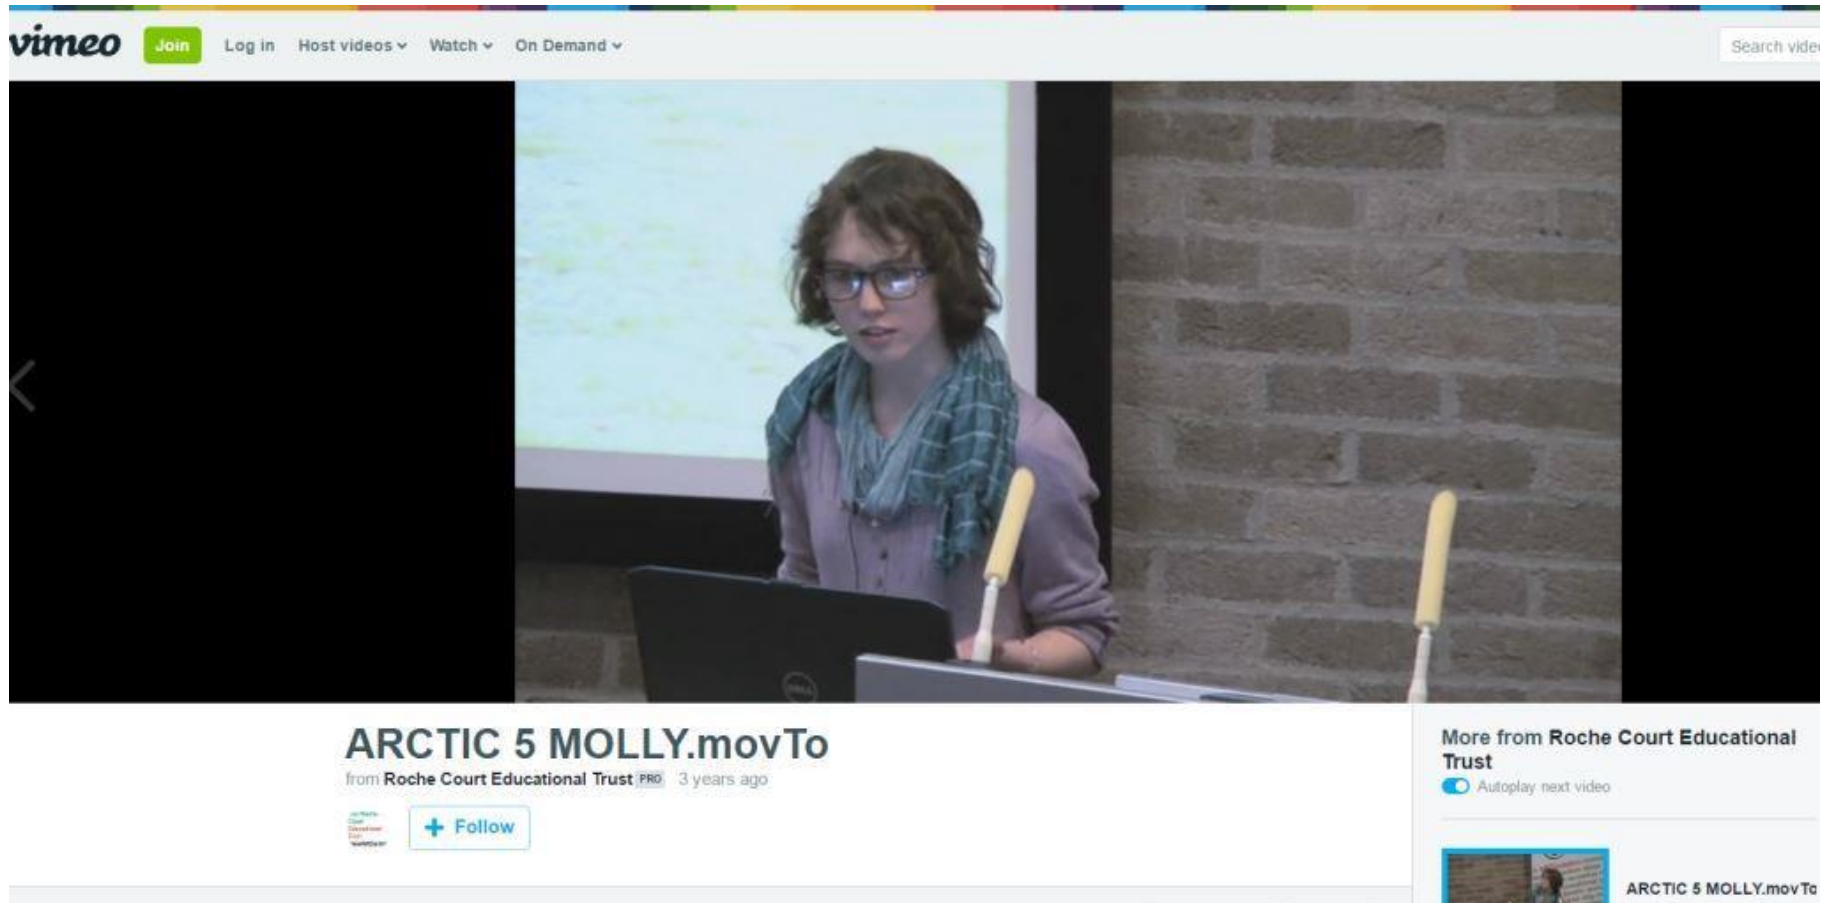 vimeo Join Log in Host videos Watch On Demand Search vide
DELL
ARCTIC 5 MOLLY.movTo
from Roche Court Educational Trust PRO 3 years ago
+ Follow
More from Roche Court Educational
Trust
Autoplay next video
ARCTIC 5 MOLLY.movTo